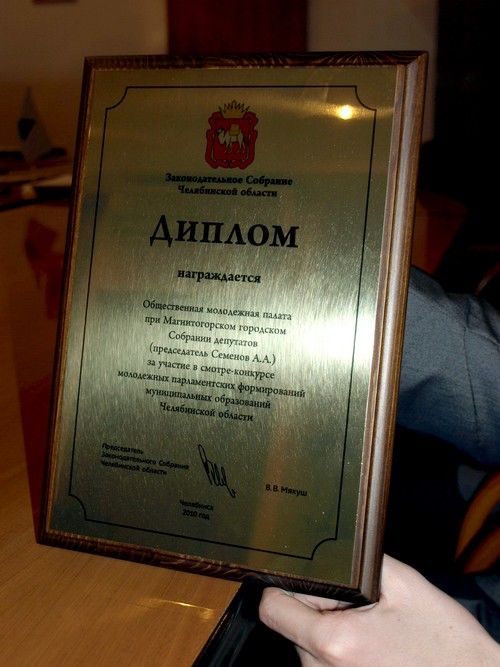 Законодательное Собрание
Челябинской области
Диплом
награждается
Общественная молодежная палата
при Магнитогорском городском
Собрании депутатов
(председатель Семенов А.А.)
за участие в смотре-конкурсе
молодежных парламентских формирований
муниципальных образований
Челябинской области
Председатель
Законодательного Собрания
Челябинской области
В.В. Мякуш
Челябинск
2010 год